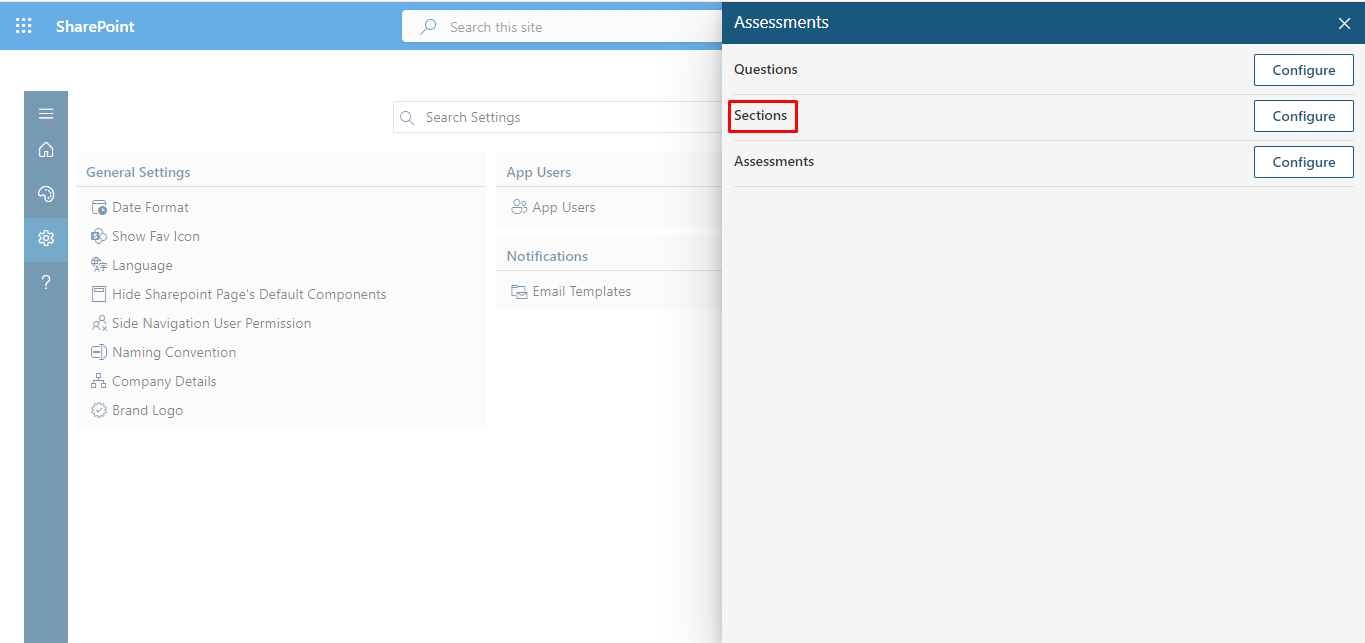 SharePoint
Search this site
Assessments
Questions
Configure
Sections
Configure
Assessments
Configure
Search Settings
General Settings
Date Format
Show Fav Icon
Language
Hide Sharepoint Page's Default Components
Side Navigation User Permission
Naming Convention
Company Details
Brand Logo
App Users
App Users
Notifications
Email Templates